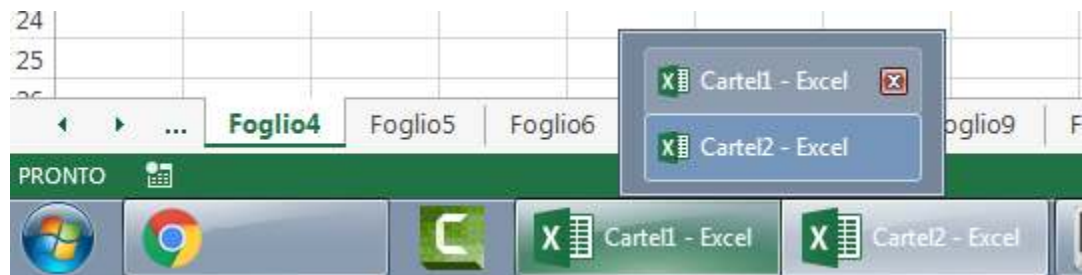 24
25
Cartel1 - Excel
... Foglio4 Foglio5 Foglio6 oglio9 F
Cartel2 - Excel
PRONTO
Cartel1 - Excel Cartel2 - Excel